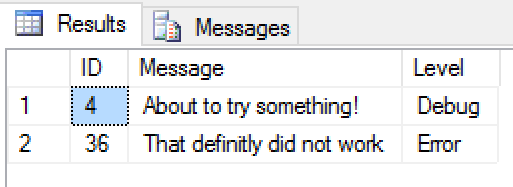 Results Messages
ID Message Level
1 4 About to try something! Debug
2 36 That definitly did not work Error